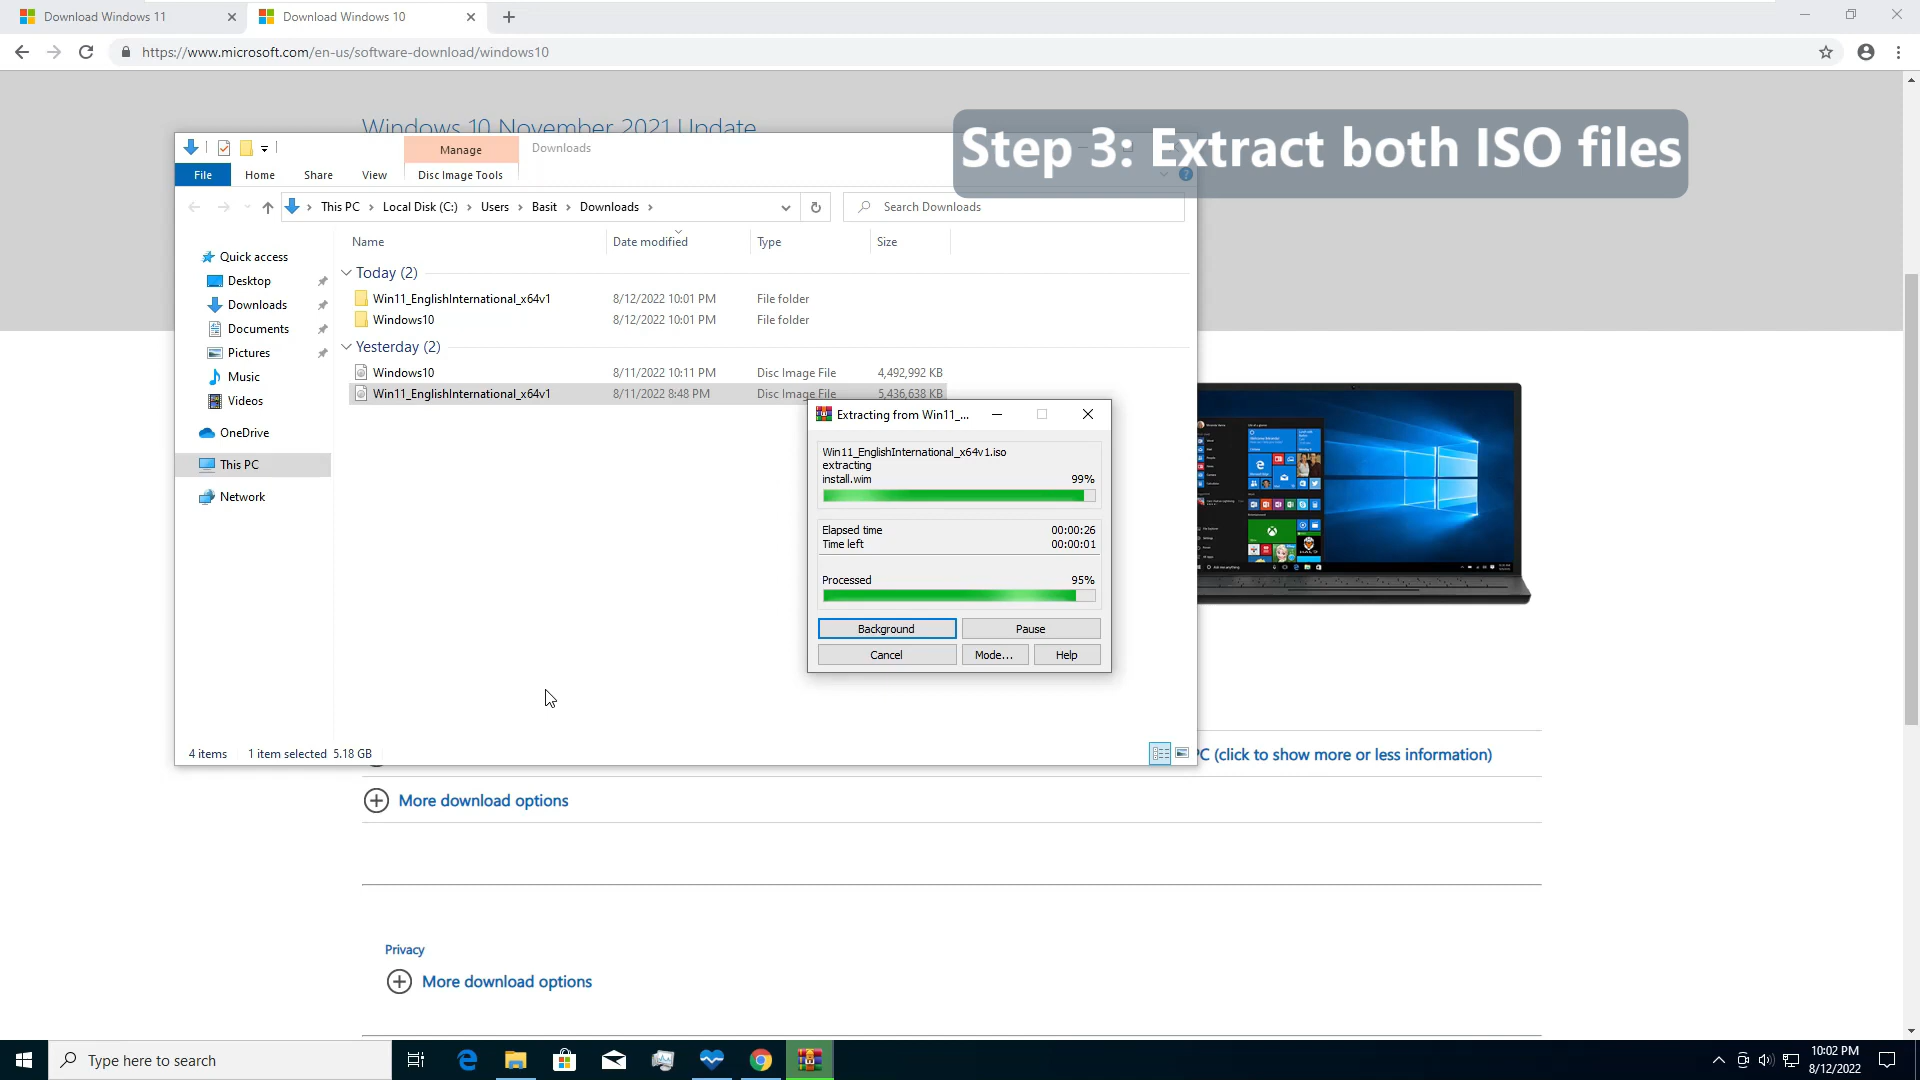 Download Windows 11
Download Windows 10
https://www.microsoft.com/en-us/software-download/windows10
Windows 10 November 2021 Update
Step 3: Extract both ISO files
Manage
Downloads
File
Home
Share
View
Disc Image Tools
This PC
Local Disk (C:)
Users
Basit
Downloads
Search Downloads
Name
Date modified
Type
Size
Quick access
Desktop
Downloads
Documents
Pictures
Music
Videos
OneDrive
This PC
Network
Today (2)
Win11_EnglishInternational_x64v1 8/12/2022 10:01 PM File folder
Windows10 8/12/2022 10:01 PM File folder
Yesterday (2)
Windows10 8/11/2022 10:11 PM Disc Image File 4,492,992 KB
Win11_EnglishInternational_x64v1 8/11/2022 8:48 PM Disc Image File 5,436,638 KB
Extracting from Win11_...
Win11_EnglishInternational_x64v1.iso
extracting
install.wim 99%
Elapsed time 00:00:26
Time left 00:00:01
Processed 95%
Background
Pause
Cancel
Mode...
Help
4 items 1 item selected 5.18 GB
PC (click to show more or less information)
More download options
Privacy
More download options
Type here to search
10:02 PM
8/12/2022